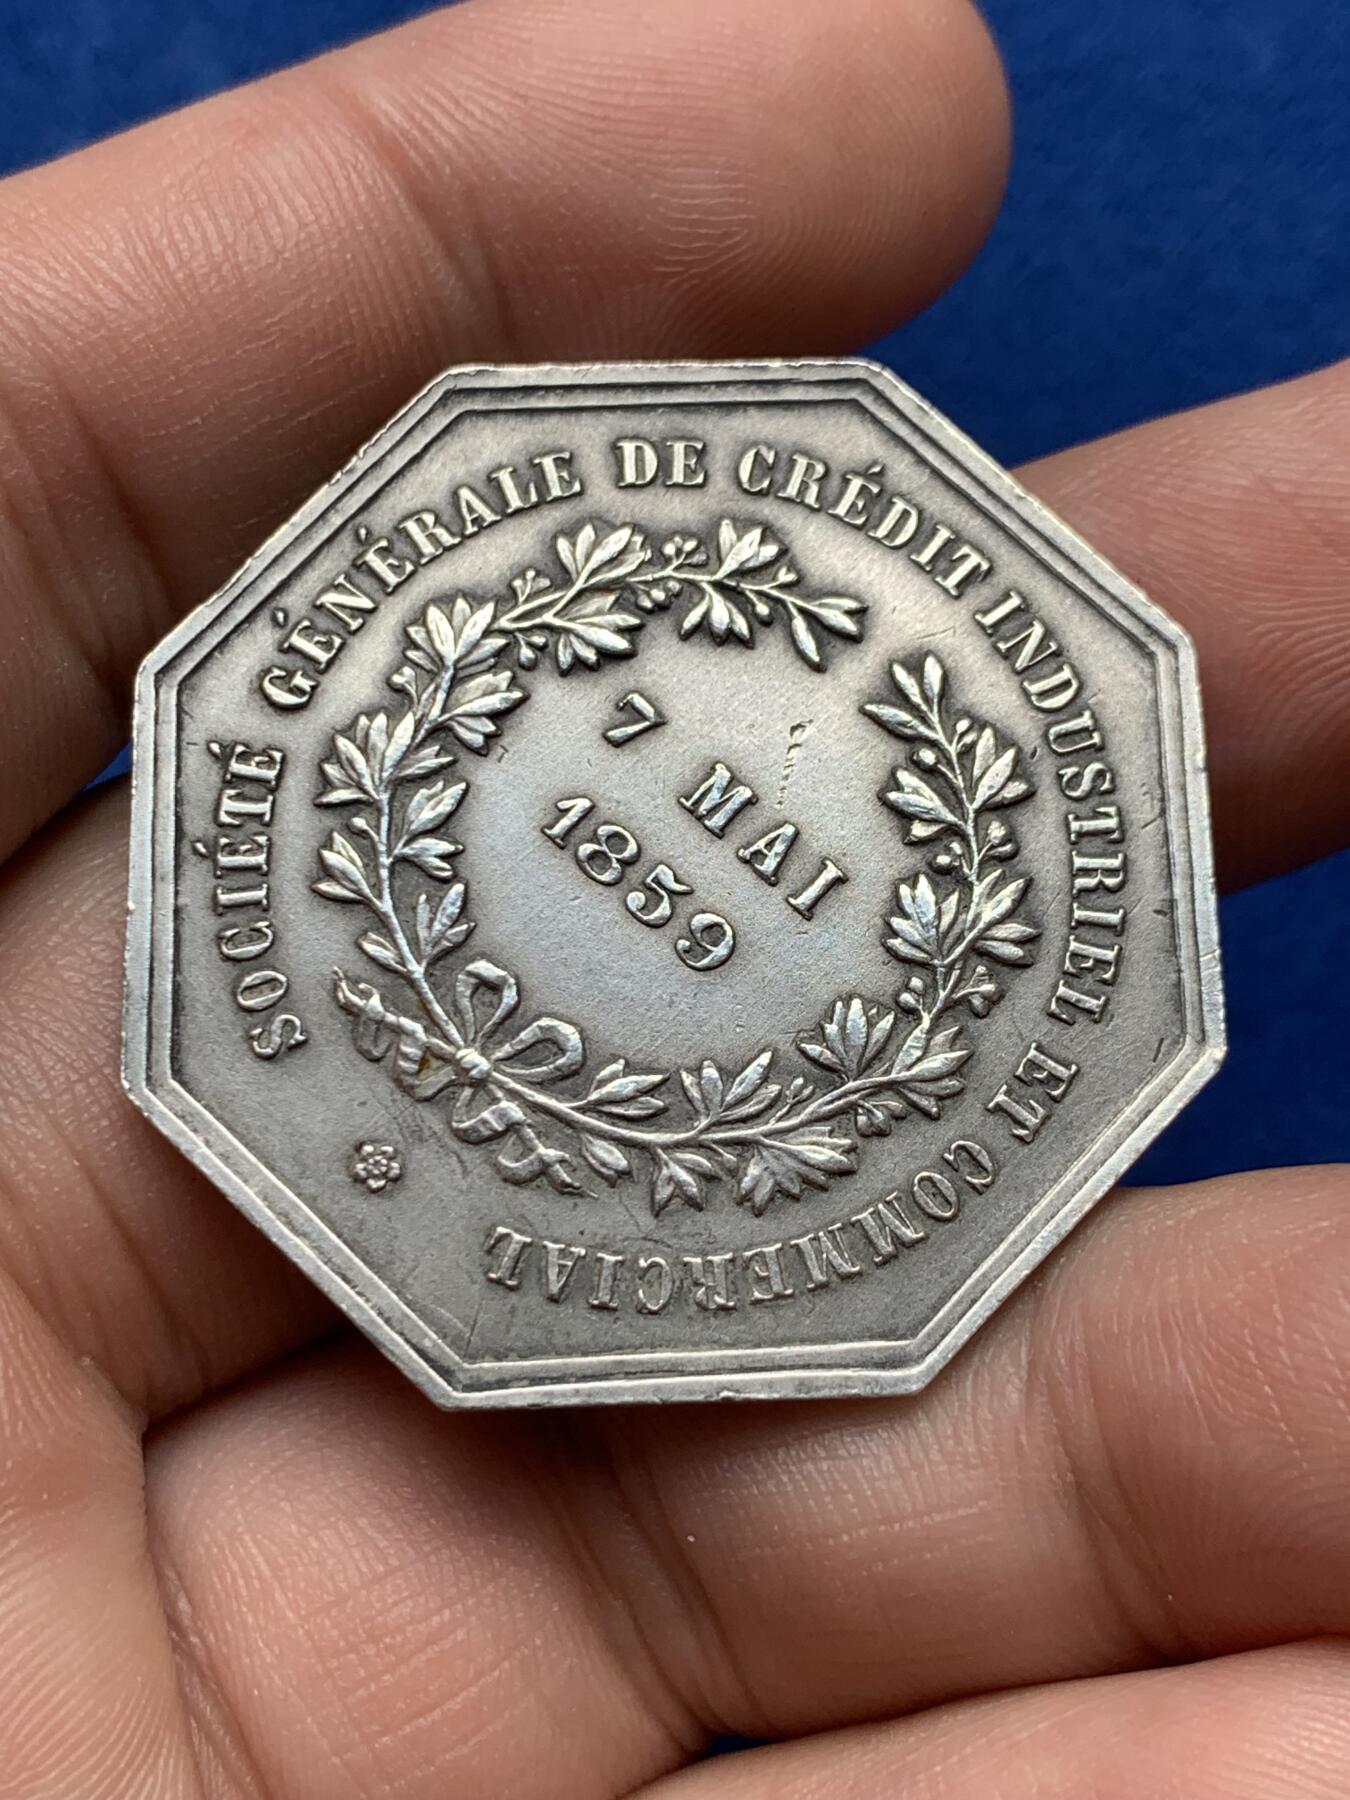 SOCIÉTÉ GÉNÉRALE DE CRÉDIT INDUSTRIEL ET COMMERCIAL
7 MAI
1859